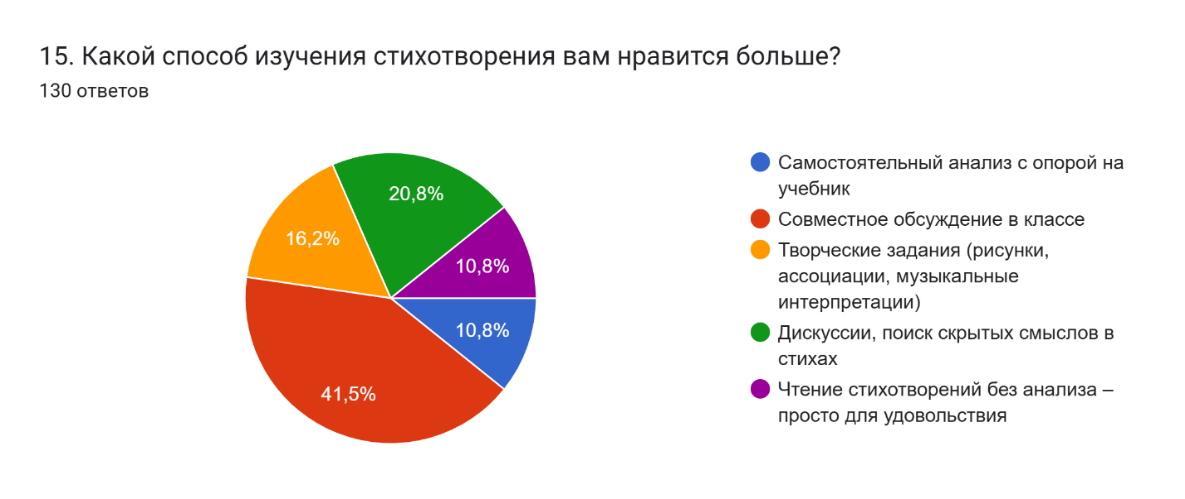 15. Какой способ изучения стихотворения вам нравится больше?
130 ответов
20,8%
16,2%
10,8%
10,8%
41,5%
Самостоятельный анализ с опорой на
учебник
Совместное обсуждение в классе
Творческие задания (рисунки,
ассоциации, музыкальные
интерпретации)
Дискуссии, поиск скрытых смыслов в
стихах
Чтение стихотворений без анализа –
просто для удовольствия